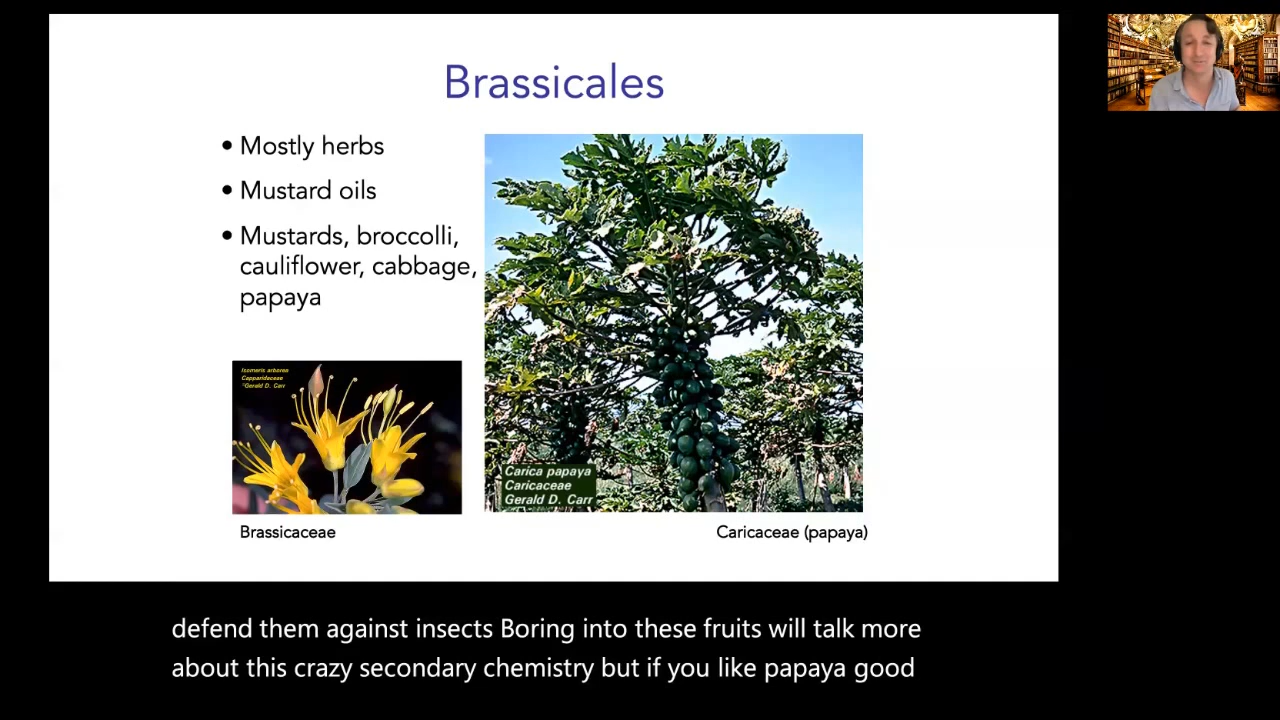 Brassicales
• Mostly herbs
• Mustard oils
• Mustards, broccolli,
cauliflower, cabbage,
papaya
Isomeris arborea
Capparidaceae
©Gerald D. Carr
Carica papaya
Caricaceae
Gerald D. Carr
Brassicaceae
Caricaceae (papaya)
defend them against insects Boring into these fruits will talk more
about this crazy secondary chemistry but if you like papaya good